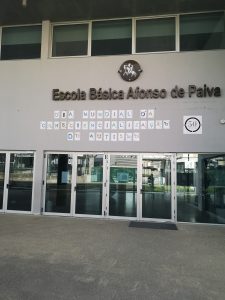 Escola Básica Afonso de Paiva
DIA MUNDIAL DA
CONSCIENCIALIZAÇÃO
DO AUTISMO